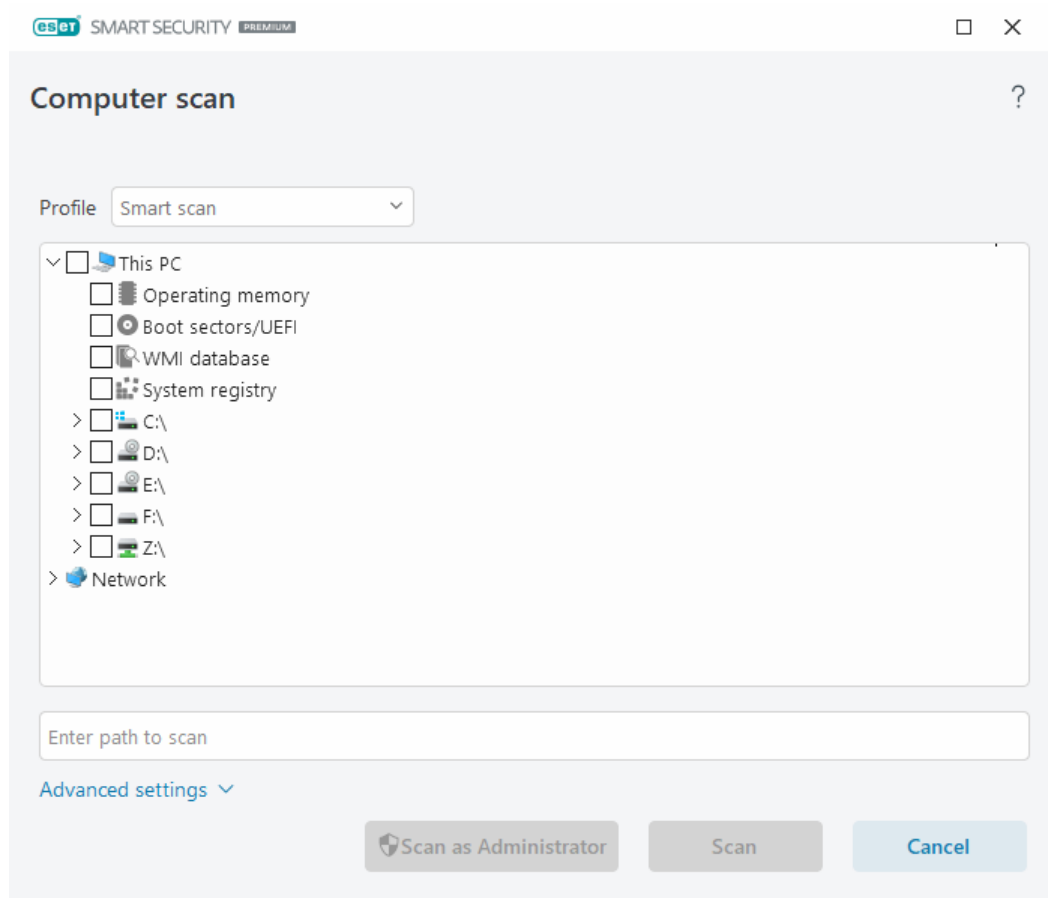 eset SMART SECURITY PREMIUM
Computer scan
?
Profile Smart scan
This PC
Operating memory
Boot sectors/UEFI
WMI database
System registry
C:\
D:\
E:\
F:\
Z:\
Network
Enter path to scan
Advanced settings
Scan as Administrator Scan Cancel